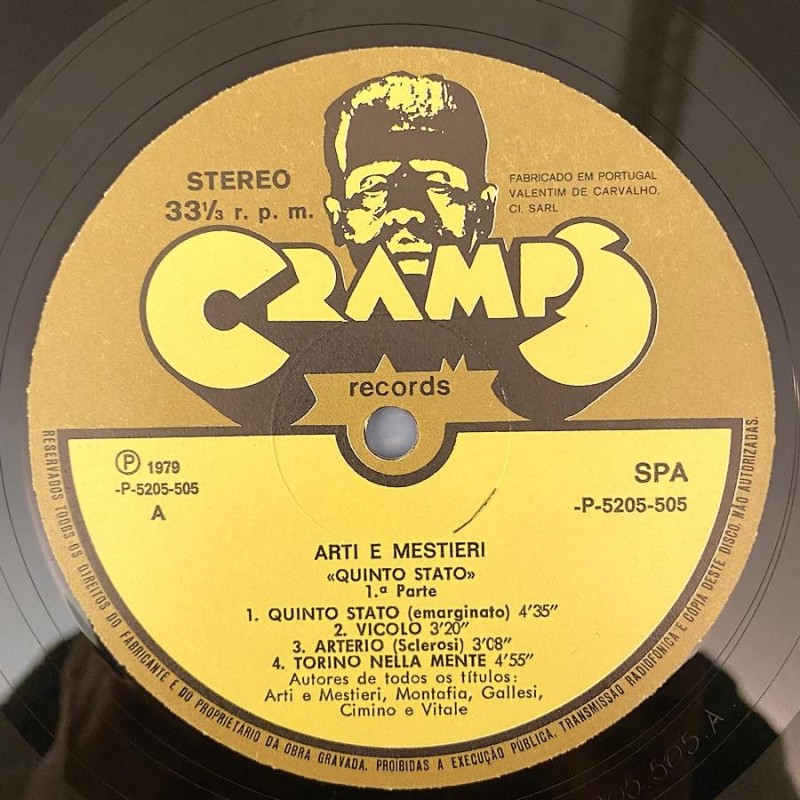 STEREO
33⅓ r. p. m.
FABRICADO EM PORTUGAL
VALENTIM DE CARVALHO,
CI. SARL
CRAMPS
records
Ⓟ 1979
-P-5205-505
A
SPA
-P-5205-505
ARTI E MESTIERI
«QUINTO STATO»
1.ª Parte
1. QUINTO STATO (emarginato) 4'35"
2. VICOLO 3'20"
3. ARTERIO (Sclerosi) 3'08"
4. TORINO NELLA MENTE 4'55"
Autores de todos os títulos:
Arti e Mestieri, Montafia, Gallesi,
Cimino e Vitale
RESERVADOS TODOS OS DIREITOS DO FABRICANTE E DO PROPRIETÁRIO DA OBRA GRAVADA. PROIBIDAS A EXECUÇÃO PÚBLICA, TRANSMISSÃO RADIOFÓNICA E CÓPIA DESTE DISCO, NÃO AUTORIZADAS.